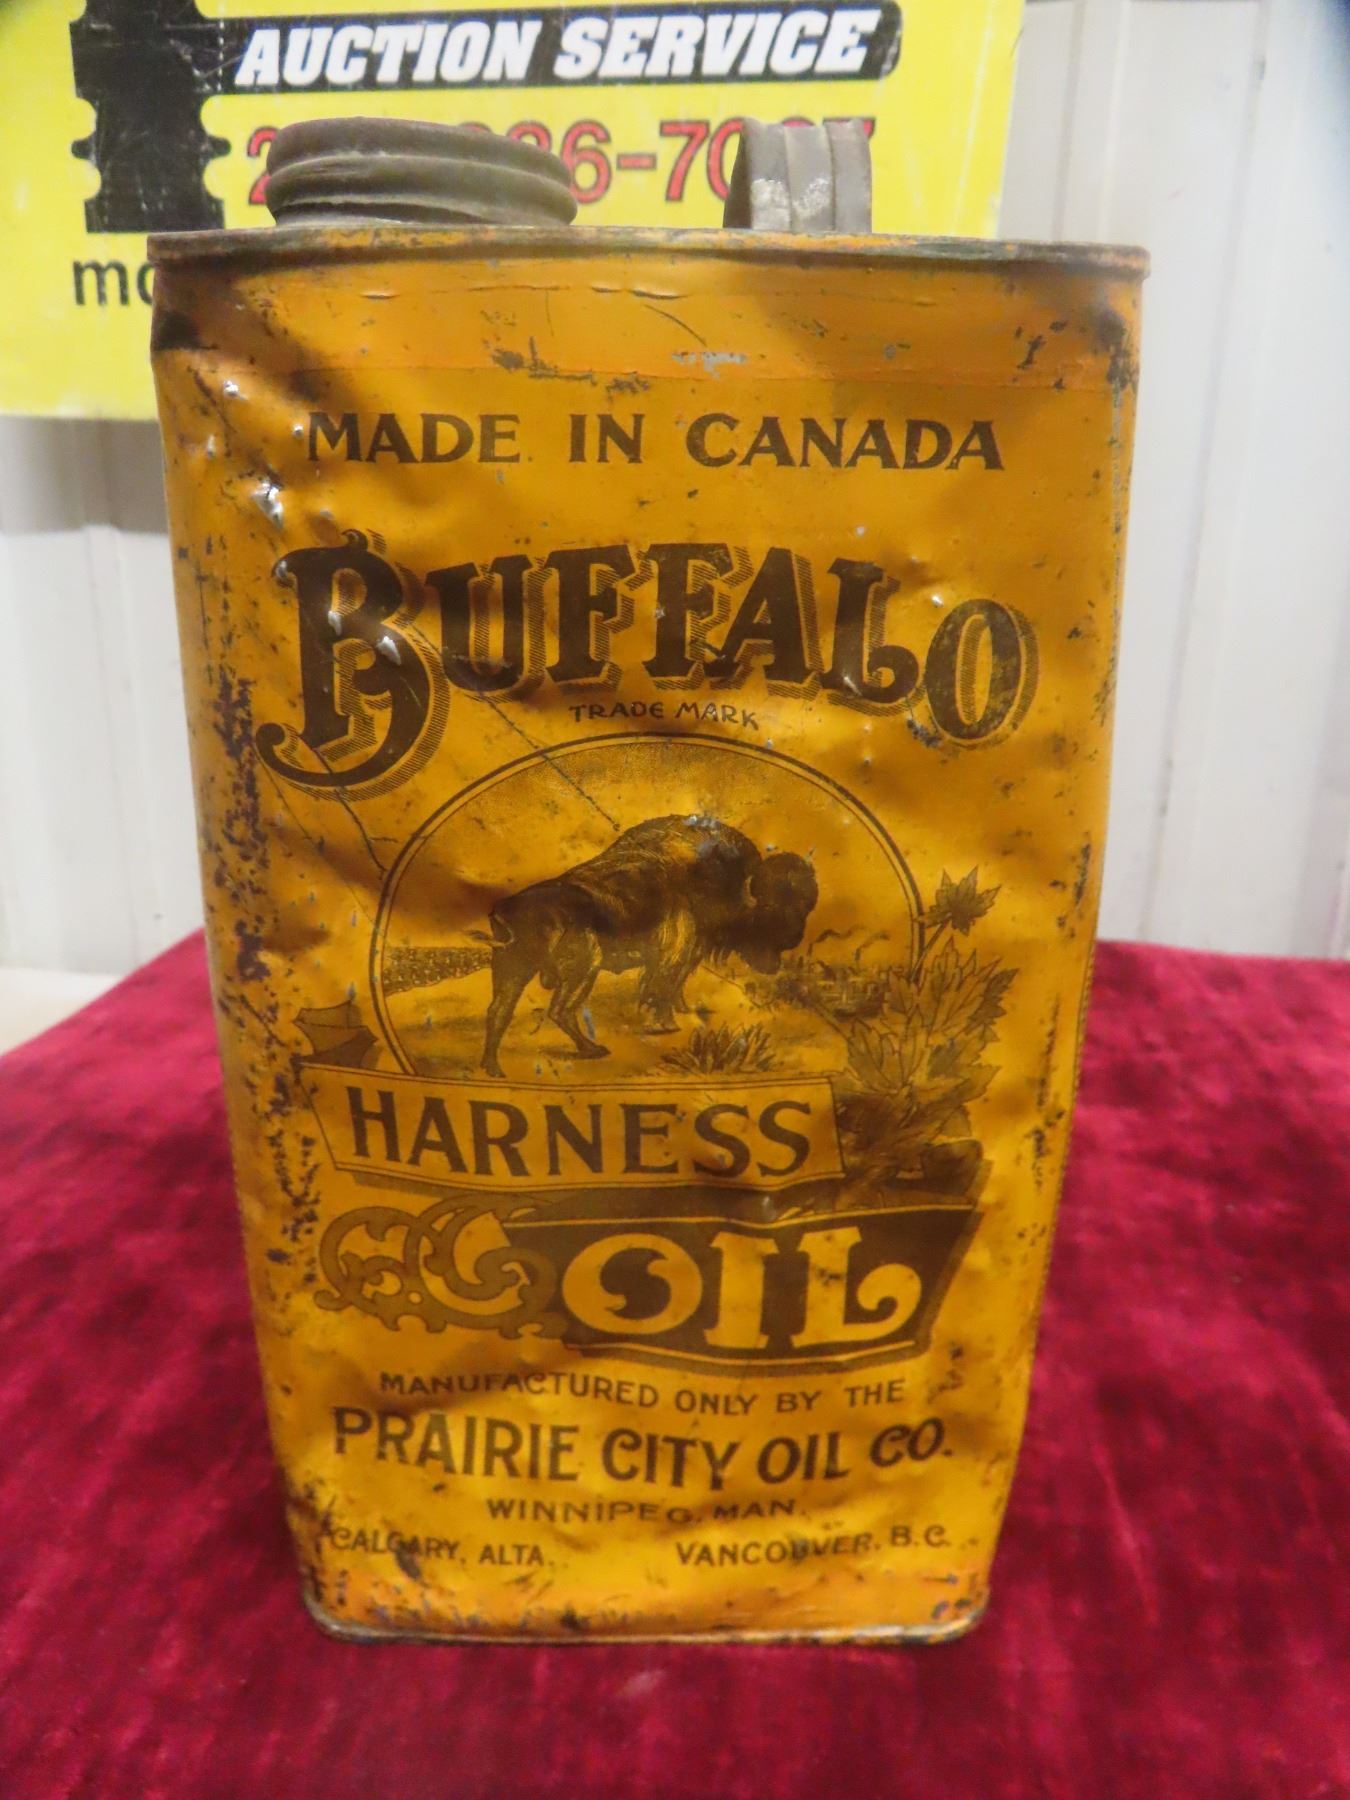 AUCTION SERVICE
MADE IN CANADA
BUFFALO
TRADE MARK
HARNESS
OIL
MANUFACTURED ONLY BY THE
PRAIRIE CITY OIL CO.
WINNIPEG, MAN.
CALGARY, ALTA. VANCOUVER, B.C.